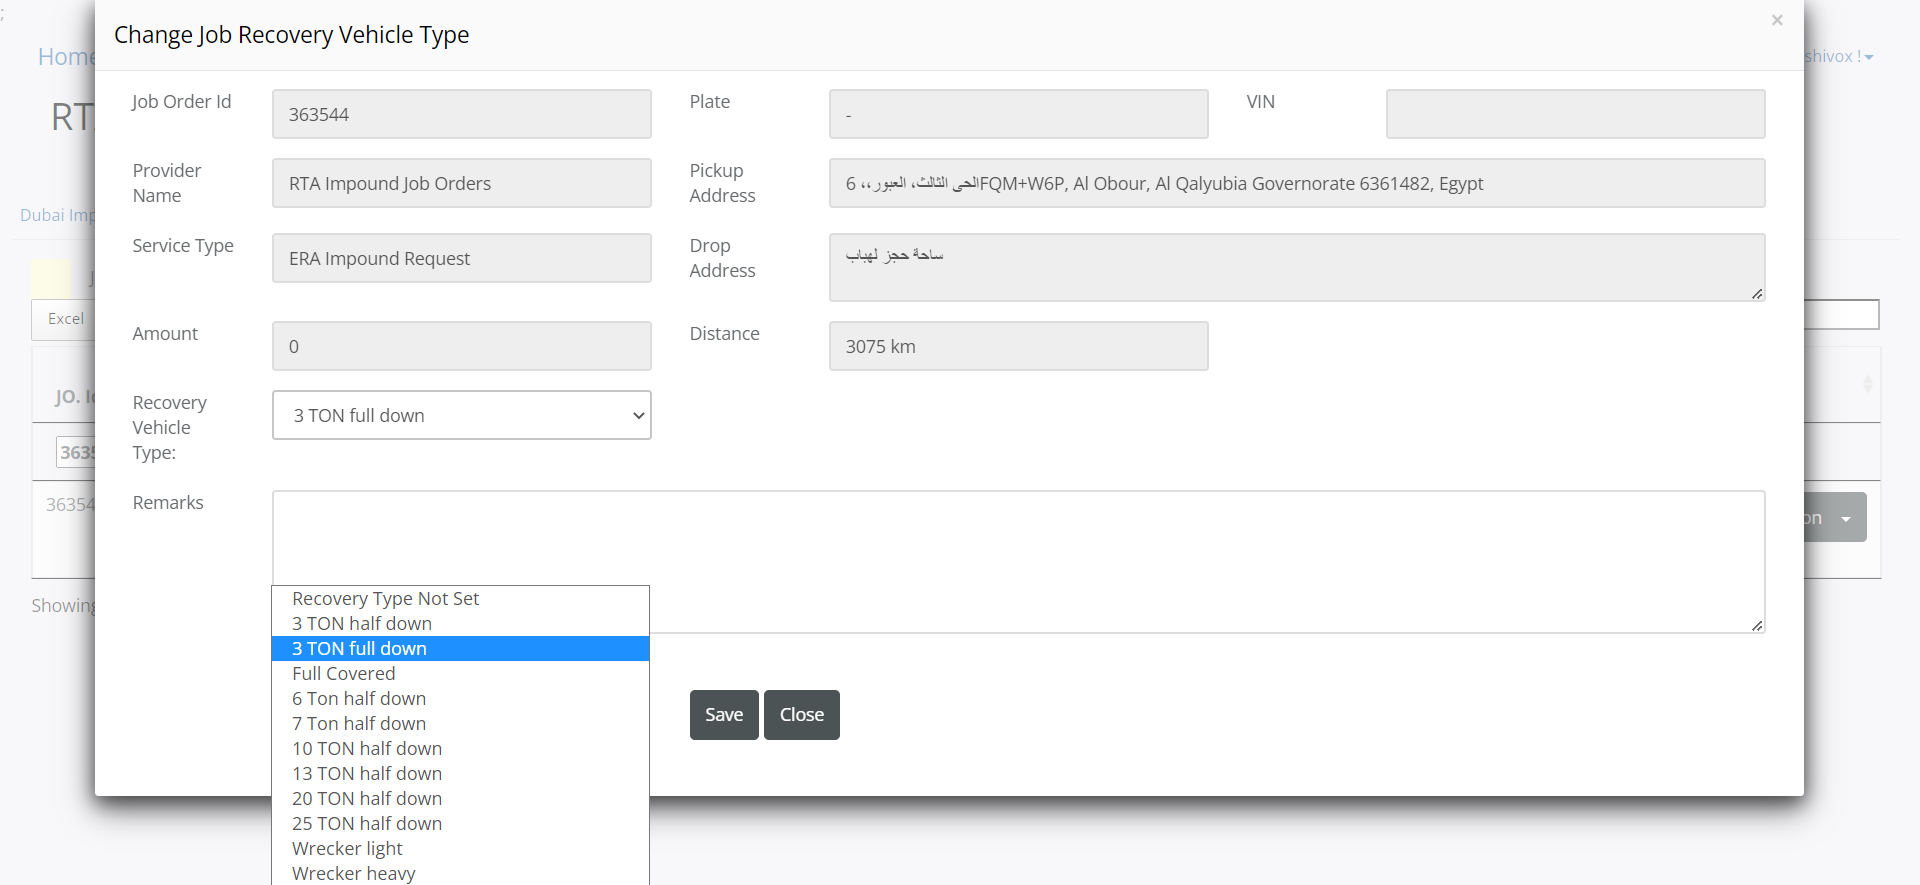 ;
Change Job Recovery Vehicle Type
×
Home
shivox !
RT
Job Order Id
363544
Plate
-
VIN
Provider Name
RTA Impound Job Orders
Pickup Address
6 الحى الثالث، العبور،،FQM+W6P, Al Obour, Al Qalyubia Governorate 6361482, Egypt
Dubai Imp
Service Type
ERA Impound Request
Drop Address
ساحة حجز لهباب
J
Excel
Amount
0
Distance
3075 km
JO. Id
Recovery Vehicle Type:
3 TON full down
3635
Remarks
36354
on
Showing
Recovery Type Not Set
3 TON half down
3 TON full down
Full Covered
6 Ton half down
7 Ton half down
10 TON half down
13 TON half down
20 TON half down
25 TON half down
Wrecker light
Wrecker heavy
Save
Close